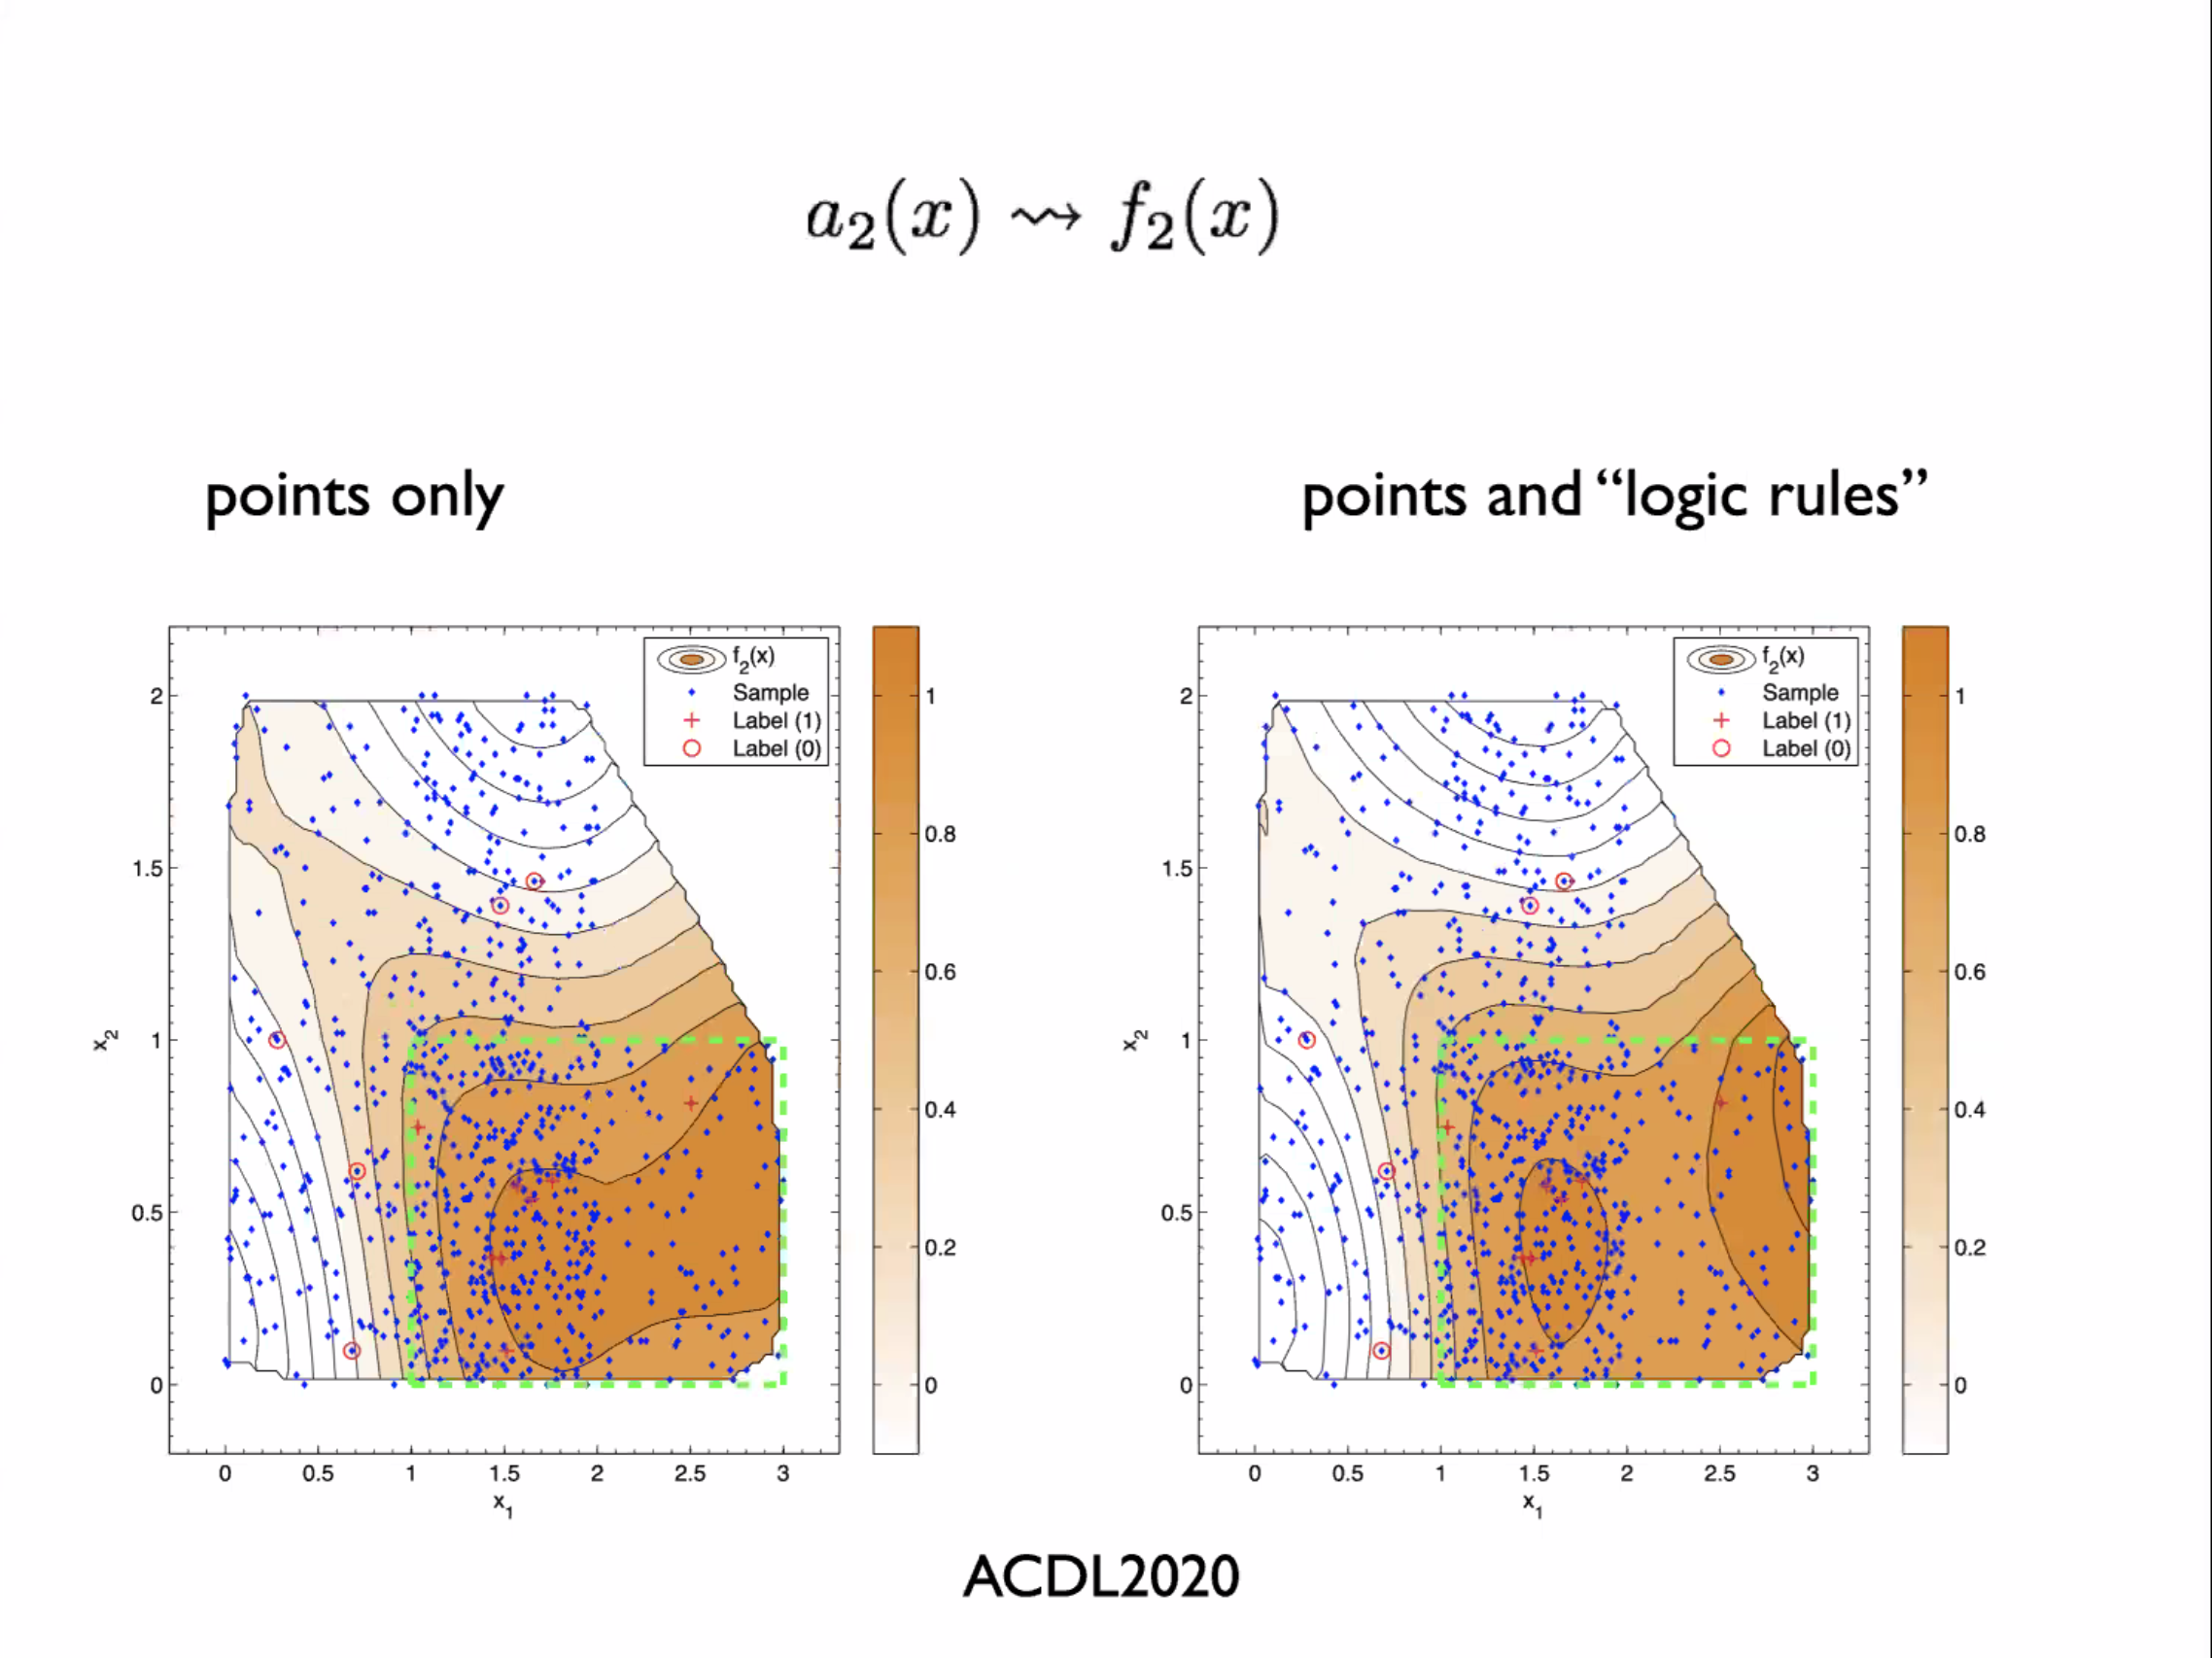 a₂(x) ⇝ f₂(x)
points only
points and “logic rules”
f₂(x)
Sample
Label (1)
Label (0)
2
1.5
1
0.5
0
x₂
0
0.5
1
1.5
2
2.5
3
x₁
1
0.8
0.6
0.4
0.2
0
f₂(x)
Sample
Label (1)
Label (0)
2
1.5
1
0.5
0
x₂
0
0.5
1
1.5
2
2.5
3
x₁
1
0.8
0.6
0.4
0.2
0
ACDL2020